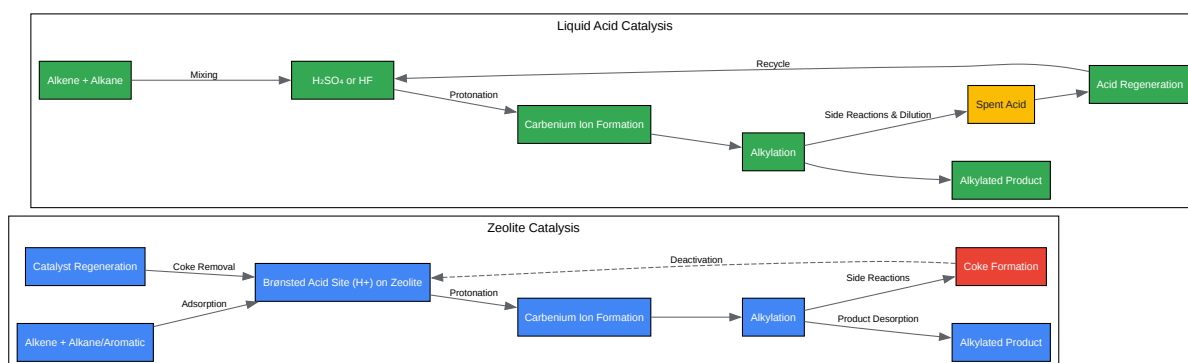 Liquid Acid Catalysis
Alkene + Alkane
Mixing
H₂SO₄ or HF
Recycle
Acid Regeneration
Protonation
Carbenium Ion Formation
Side Reactions & Dilution
Spent Acid
Alkylation
Alkylated Product
Zeolite Catalysis
Catalyst Regeneration
Coke Removal
Brønsted Acid Site (H+) on Zeolite
Deactivation
Coke Formation
Adsorption
Protonation
Side Reactions
Alkene + Alkane/Aromatic
Carbenium Ion Formation
Alkylation
Product Desorption
Alkylated Product